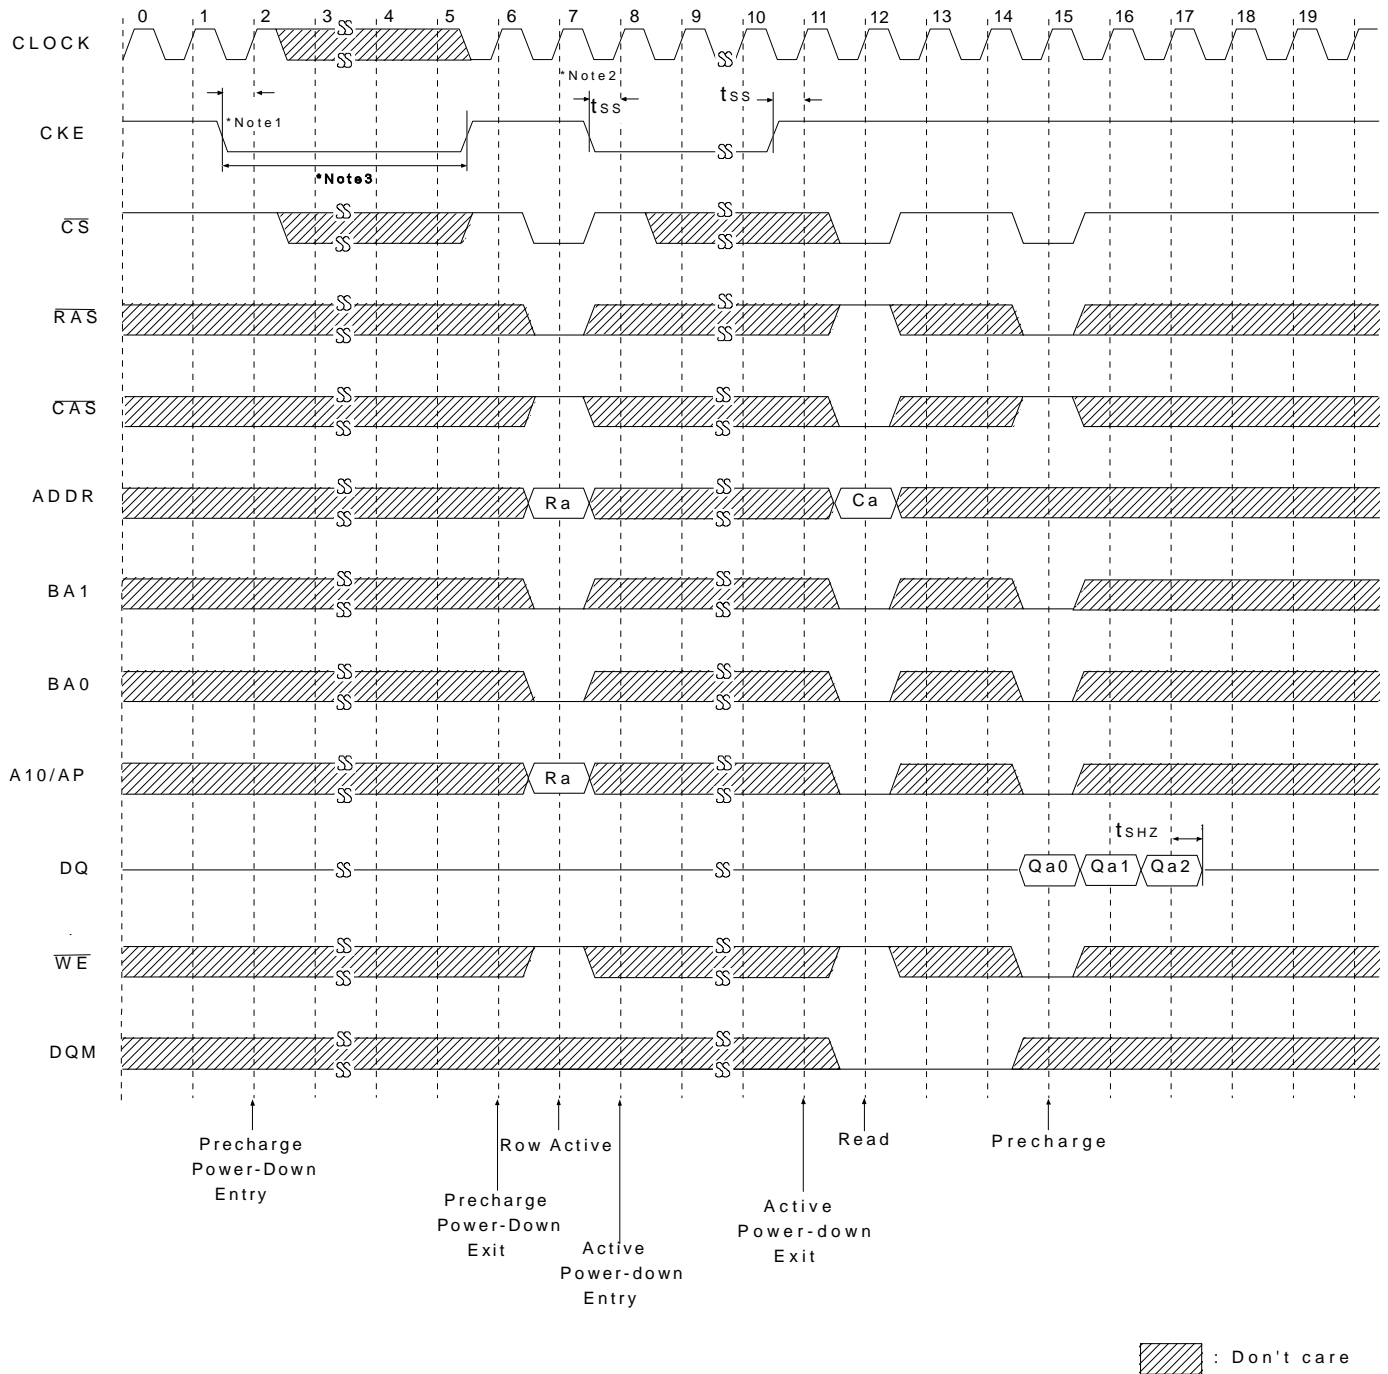 0 1 2 3 4 5 6 7 8 9 10 11 12 13 14 15 16 17 18 19
CLOCK
*Note2
tSS
tSS
*Note1
CKE
*Note3
CS
RAS
CAS
ADDR
Ra
Ca
BA1
BA0
A10/AP
Ra
tSHZ
DQ
Qa0 Qa1 Qa2
WE
DQM
Precharge
Power-Down
Entry
Row Active
Read
Precharge
Precharge
Power-Down
Exit
Active
Power-down
Exit
Active
Power-down
Entry
: Don't care